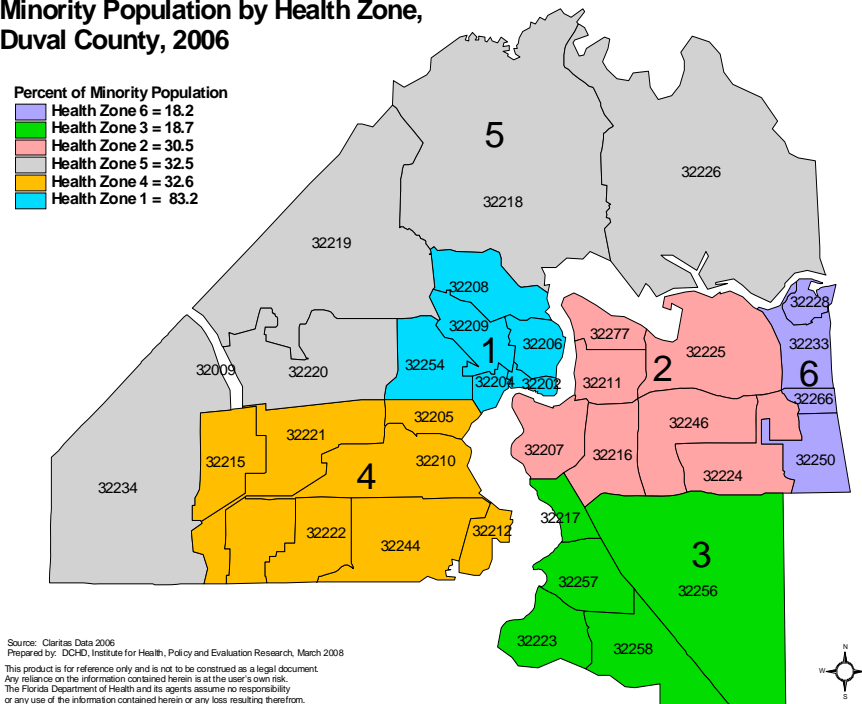 Minority Population by Health Zone,
Duval County, 2006
Percent of Minority Population
Health Zone 6 = 18.2
Health Zone 3 = 18.7
Health Zone 2 = 30.5
Health Zone 5 = 32.5
Health Zone 4 = 32.6
Health Zone 1 = 83.2
5
32226
32218
32219
32208
32228
32209
32277
32206
32233
1
32225
2
32254
32009
32220
6
32204
32202
32211
32266
32205
32246
32221
32207
32216
32215
32210
32250
4
32224
32234
32217
32222
32212
32244
3
32257
32256
32223
32258
Source: Claritas Data 2006
Prepared by: DCHD, Institute for Health, Policy and Evaluation Research, March 2008
This product is for reference only and is not to be construed as a legal document.
Any reliance on the information contained herein is at the user's own risk.
The Florida Department of Health and its agents assume no responsibility
or any use of the information contained herein or any loss resulting therefrom.
N
W
S